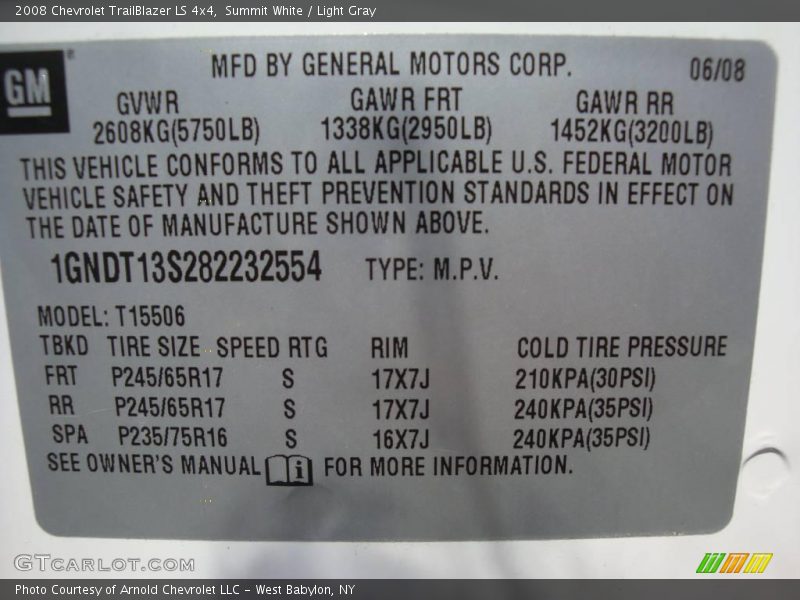 2008 Chevrolet TrailBlazer LS 4x4, Summit White / Light Gray
GM
MFD BY GENERAL MOTORS CORP. 06/08
GVWR GAWR FRT GAWR RR
2608KG(5750LB) 1338KG(2950LB) 1452KG(3200LB)
THIS VEHICLE CONFORMS TO ALL APPLICABLE U.S. FEDERAL MOTOR
VEHICLE SAFETY AND THEFT PREVENTION STANDARDS IN EFFECT ON
THE DATE OF MANUFACTURE SHOWN ABOVE.
1GNDT13S282232554 TYPE: M.P.V.
MODEL: T15506
TBKD TIRE SIZE SPEED RTG RIM COLD TIRE PRESSURE
FRT P245/65R17 S 17X7J 210KPA(30PSI)
RR P245/65R17 S 17X7J 240KPA(35PSI)
SPA P235/75R16 S 16X7J 240KPA(35PSI)
SEE OWNER'S MANUAL i FOR MORE INFORMATION.
GTCARLOT.COM
Photo Courtesy of Arnold Chevrolet LLC - West Babylon, NY